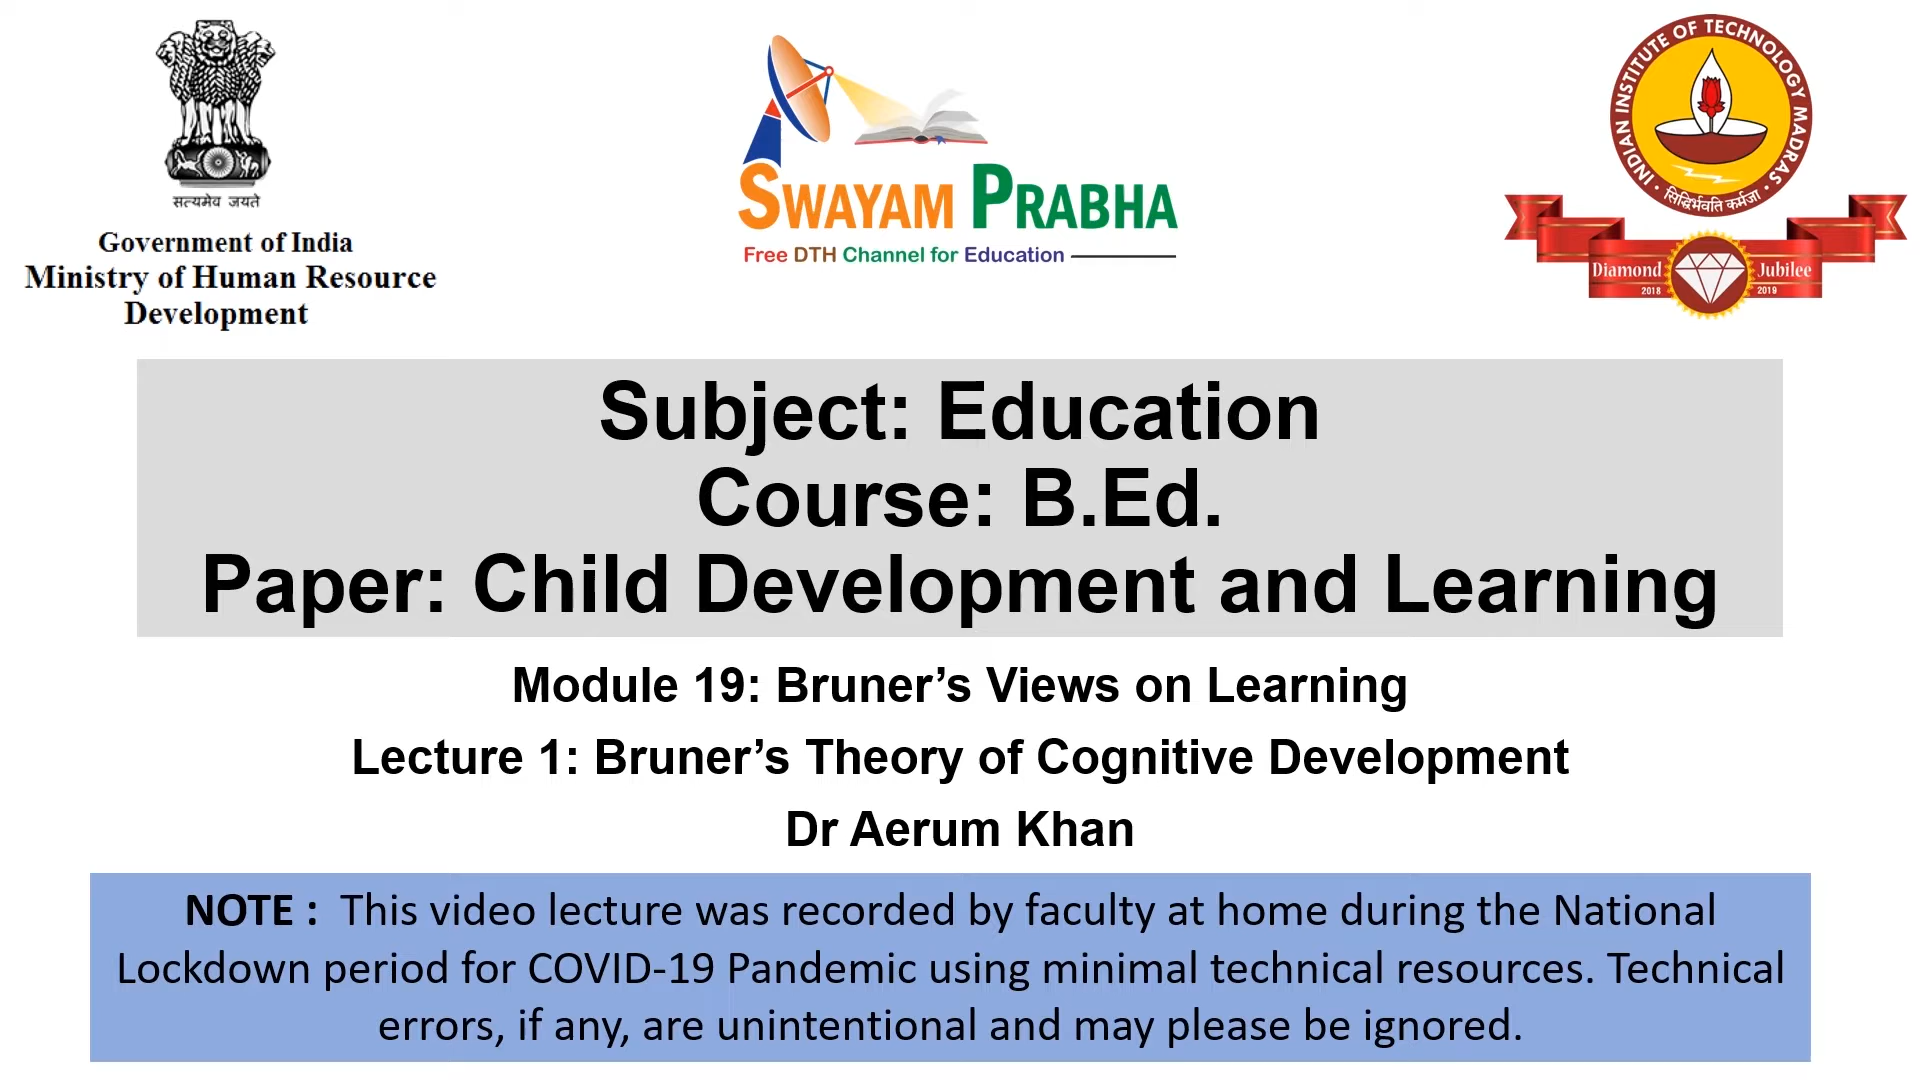 सत्यमेव जयते
Government of India
Ministry of Human Resource
Development
SWAYAM PRABHA
Free DTH Channel for Education
INDIAN INSTITUTE OF TECHNOLOGY MADRAS
सिद्धिर्भवति कर्मजा
Diamond Jubilee
2018 2019
Subject: Education
Course: B.Ed.
Paper: Child Development and Learning
Module 19: Bruner’s Views on Learning
Lecture 1: Bruner’s Theory of Cognitive Development
Dr Aerum Khan
NOTE : This video lecture was recorded by faculty at home during the National
Lockdown period for COVID-19 Pandemic using minimal technical resources. Technical
errors, if any, are unintentional and may please be ignored.